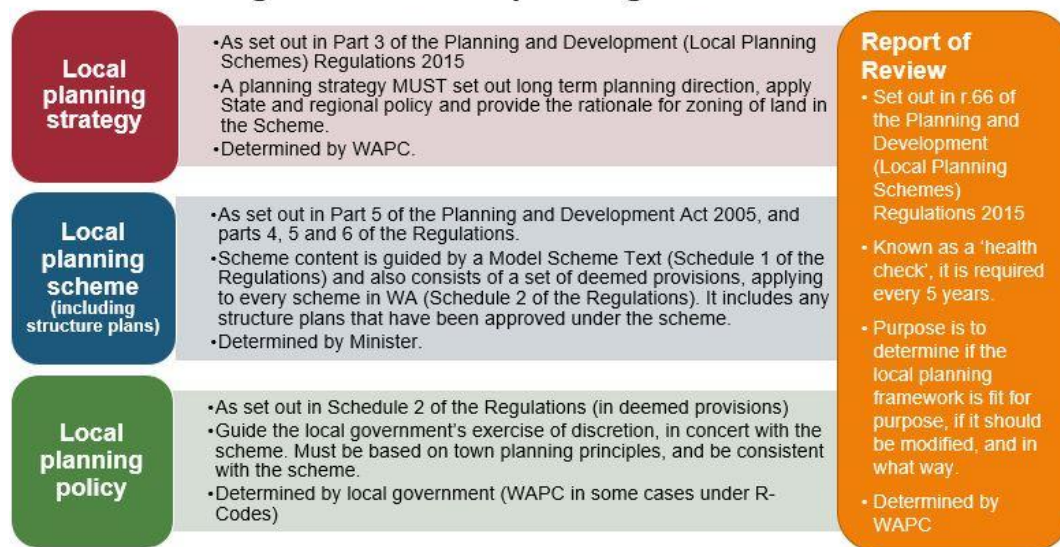 Local
planning
strategy
•As set out in Part 3 of the Planning and Development (Local Planning
Schemes) Regulations 2015
•A planning strategy MUST set out long term planning direction, apply
State and regional policy and provide the rationale for zoning of land in
the Scheme.
•Determined by WAPC.
Local
planning
scheme
(including
structure plans)
•As set out in Part 5 of the Planning and Development Act 2005, and
parts 4, 5 and 6 of the Regulations.
•Scheme content is guided by a Model Scheme Text (Schedule 1 of the
Regulations) and also consists of a set of deemed provisions, applying
to every scheme in WA (Schedule 2 of the Regulations). It includes any
structure plans that have been approved under the scheme.
•Determined by Minister.
Local
planning
policy
•As set out in Schedule 2 of the Regulations (in deemed provisions)
•Guide the local government’s exercise of discretion, in concert with the
scheme. Must be based on town planning principles, and be consistent
with the scheme.
•Determined by local government (WAPC in some cases under R-
Codes)
Report of
Review
• Set out in r.66 of
the Planning and
Development
(Local Planning
Schemes)
Regulations 2015
• Known as a ‘health
check’, it is required
every 5 years.
• Purpose is to
determine if the
local planning
framework is fit for
purpose, if it should
be modified, and in
what way.
• Determined by
WAPC